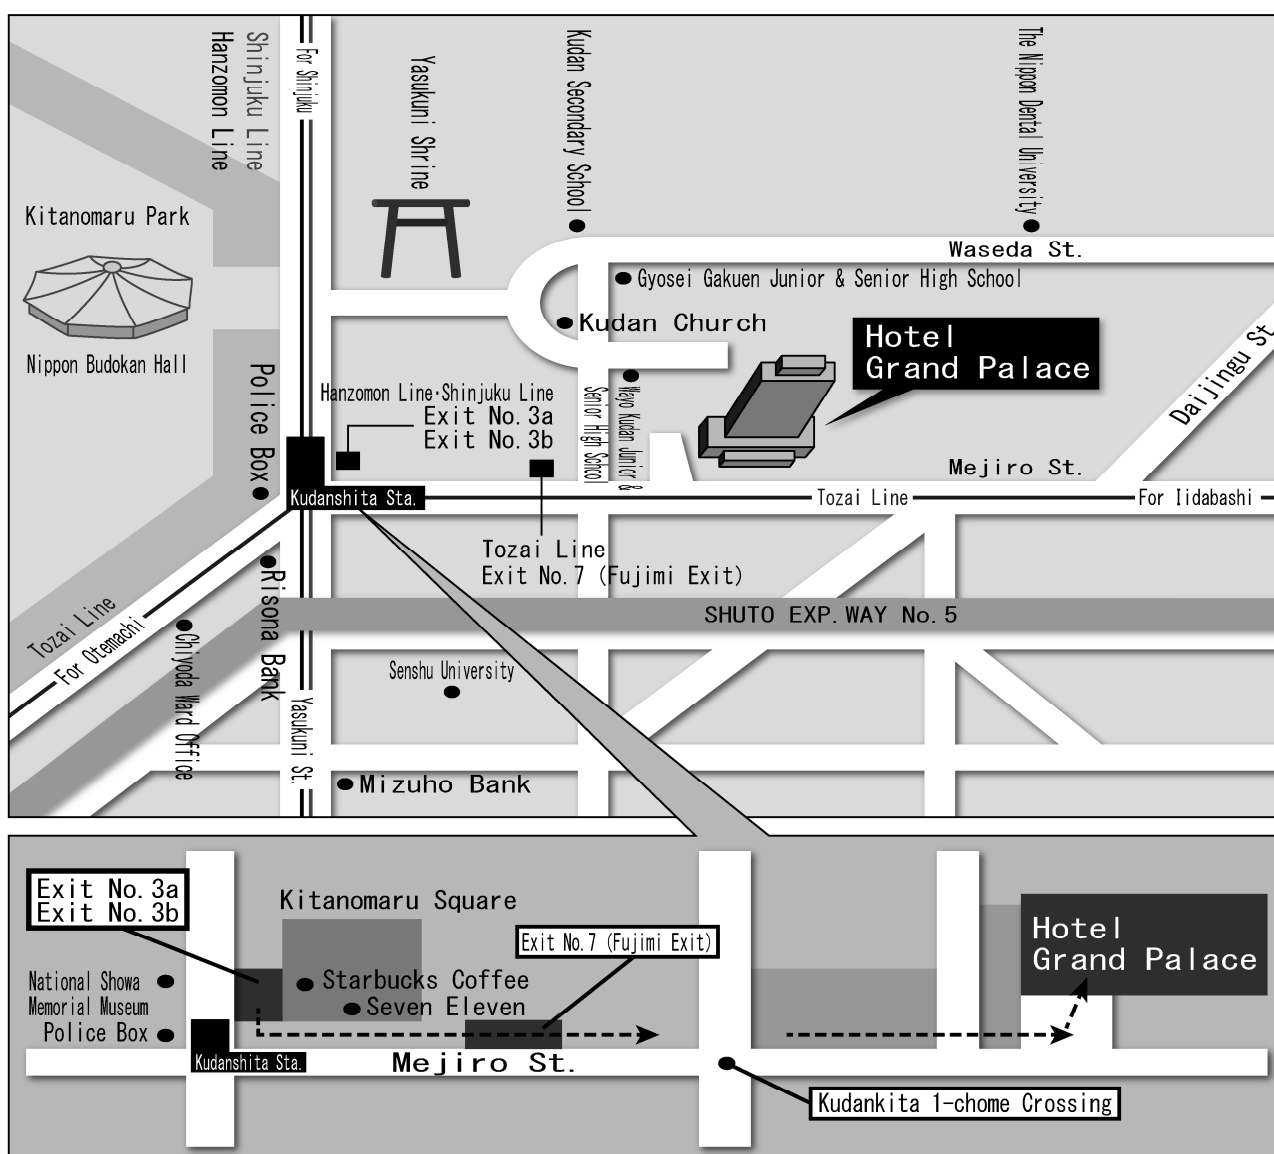 Shinjuku Line
Hanzomon Line
For Shinjuku
Yasukuni Shrine
Kudan Secondary School
The Nippon Dental University
Kitanomaru Park
Waseda St.
Gyosei Gakuen Junior & Senior High School
Kudan Church
Hotel
Grand Palace
Nippon Budokan Hall
Police Box
Daijingu St
Hanzomon Line·Shinjuku Line
Exit No.3a
Exit No.3b
Wayo Kudan Junior &
Senior High School
Mejiro St.
Kudanshita Sta.
Tozai Line
For Iidabashi
Tozai Line
Exit No.7 (Fujimi Exit)
Risona Bank
SHUTO EXP.WAY No.5
Tozai Line
For Otemachi
Chiyoda Ward Office
Senshu University
Yasukuni St.
Mizuho Bank
Exit No.3a
Exit No.3b
Kitanomaru Square
Exit No.7 (Fujimi Exit)
Hotel
Grand Palace
National Showa
Memorial Museum
Starbucks Coffee
Seven Eleven
Police Box
Kudanshita Sta.
Mejiro St.
Kudankita 1-chome Crossing